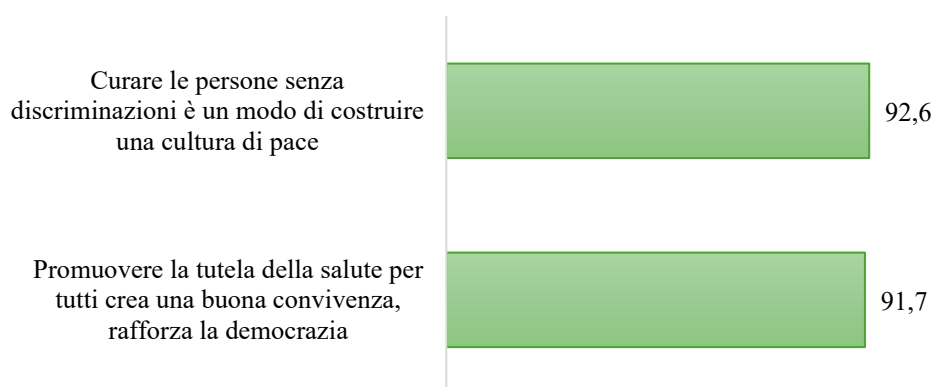 Curare le persone senza
discriminazioni è un modo di costruire
una cultura di pace
92,6
Promuovere la tutela della salute per
tutti crea una buona convivenza,
rafforza la democrazia
91,7